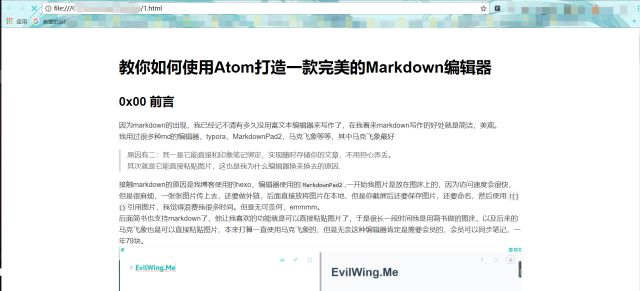 file:///
/1.html
应用
教你如何使用Atom打造一款完美的Markdown编辑器
0x00 前言
因为markdown的出现，我已经记不清有多久没用富文本编辑器来写作了，在我看来markdown写作的好处就是简洁，美观。
我用过很多种md的编辑器，typora，MarkdownPad2，马克飞象等等，其中马克飞象最好
原因有二：其一是它能直接和印象笔记绑定，实现随时存储你的文章，不用担心弄丢。
其次就是它能直接粘贴图片，这也是我为什么编辑器换来换去的原因.
接触markdown的原因是我博客使用的hexo，编辑器使用的 MarkdownPad2 ,一开始我图片是放在图床上的，因为访问速度会很快，
但是很麻烦，一张张图片传上去，还要做外链，后面直接放将图片在本地，但是你截屏后还要保存图片，还要命名，然后使用 ![]
() 引用图片，我觉得浪费我很多时间，但是无可奈何，emmmm。
后面简书也支持markdown了，他让我喜欢的功能就是可以直接粘贴图片了，于是很长一段时间我是用简书做的图床，以及后来的
马克飞象也是可以直接粘贴图片，本来打算一直使用马克飞象的，但是无奈这种编辑器肯定是需要会员的，会员可以同步笔记，一
年79块。
# EvilWing.Me
EvilWing.Me